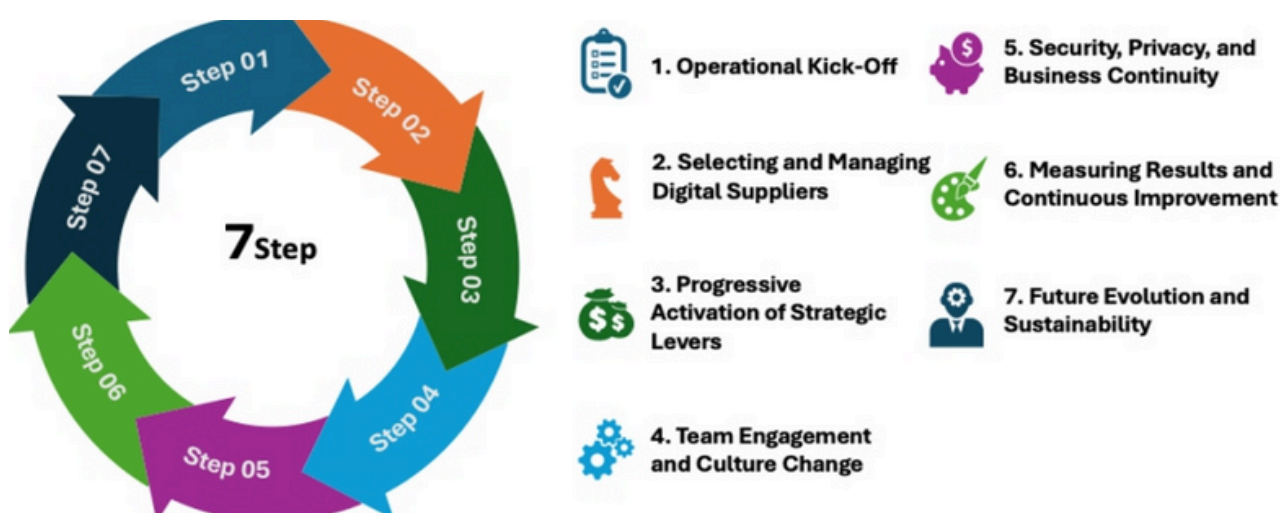 Step 01
Step 02
Step 03
Step 04
Step 05
Step 06
Step 07
7Step
1. Operational Kick-Off
2. Selecting and Managing
Digital Suppliers
3. Progressive
Activation of Strategic
Levers
4. Team Engagement
and Culture Change
5. Security, Privacy, and
Business Continuity
6. Measuring Results and
Continuous Improvement
7. Future Evolution and
Sustainability
$
$
$